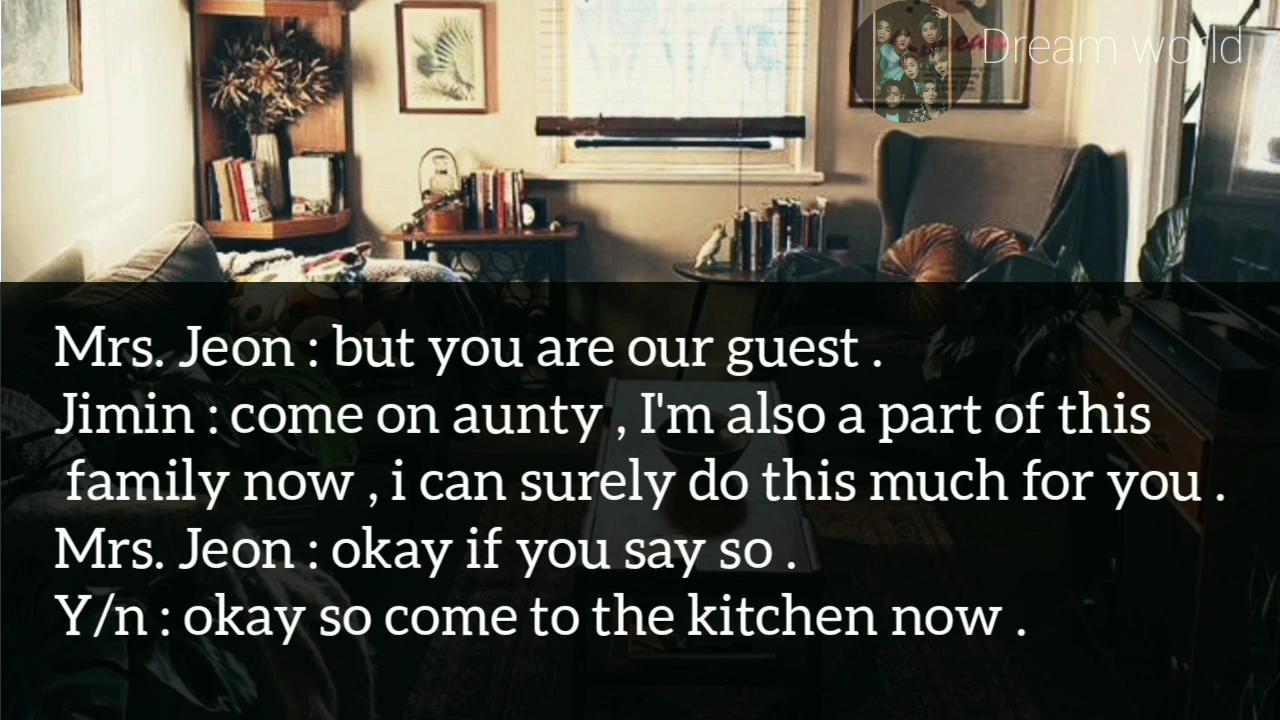 Dream world
Mrs. Jeon : but you are our guest .
Jimin : come on aunty , I'm also a part of this
family now , i can surely do this much for you .
Mrs. Jeon : okay if you say so .
Y/n : okay so come to the kitchen now .